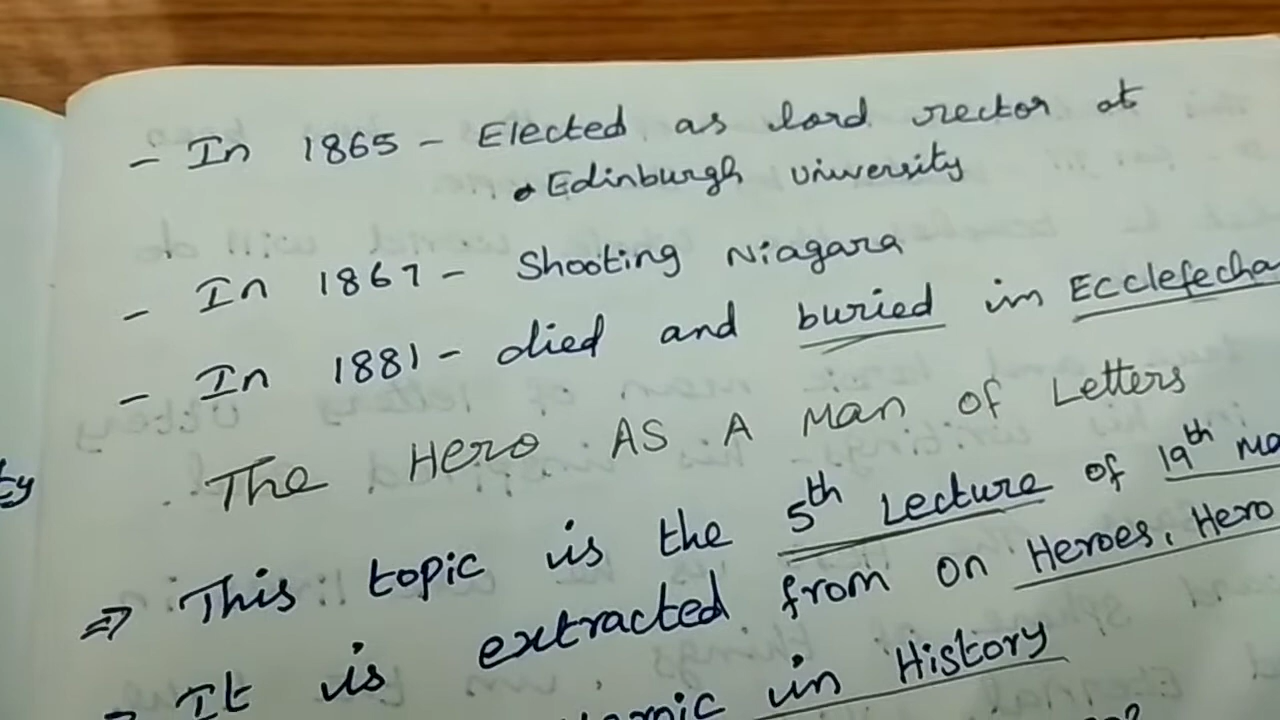 - In 1865 - Elected as lord rector at
Edinburgh University
- In 1867 - Shooting Niagara
- In 1881 - died and buried in Ecclefecha
The Hero AS A Man of Letters
⇒ This topic is the 5th Lecture of 19th Ma
⇒ It is extracted from on Heroes, Hero
in History